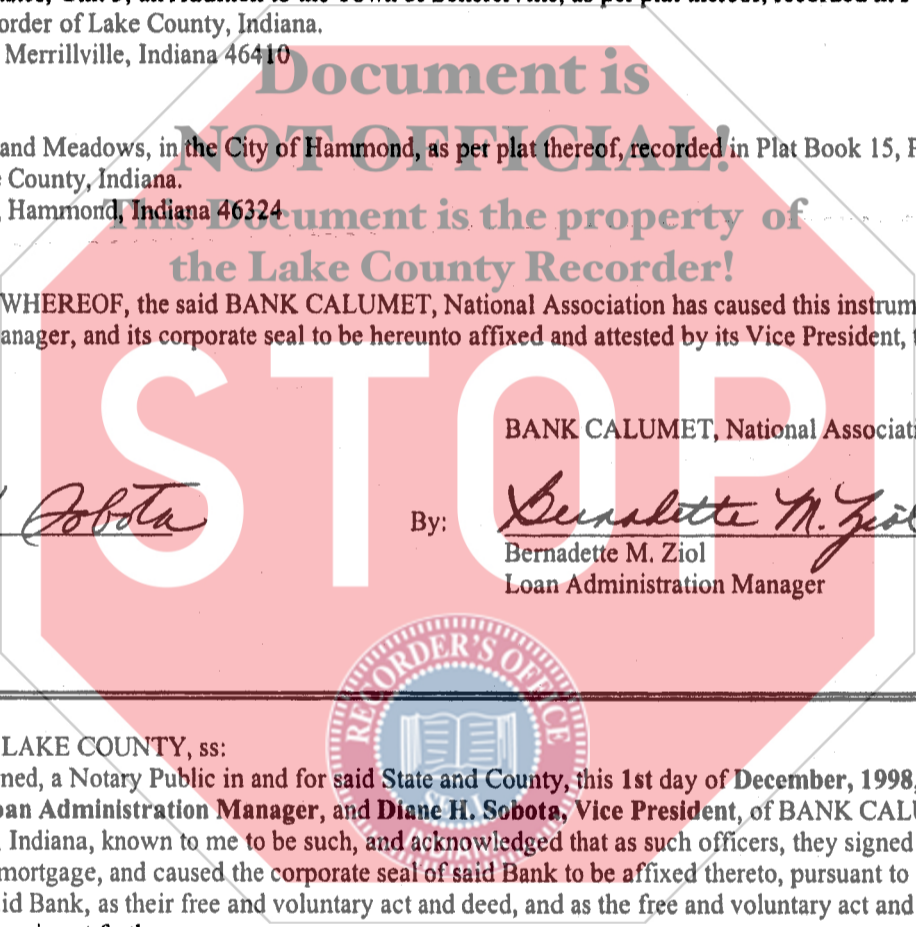 order of Lake County, Indiana.
Merrillville, Indiana 46410
Document is
and Meadows, in the City of Hammond, as per plat thereof, recorded in Plat Book 15,
NOT OFFICIAL!
County, Indiana.
Hammond, Indiana 46324
This Document is the property of
the Lake County Recorder!
WHEREOF, the said BANK CALUMET, National Association has caused this instrum
anager, and its corporate seal to be hereunto affixed and attested by its Vice President,
STOP
BANK CALUMET, National Associati
Sobota
By: Bernadette M. Ziol
Bernadette M. Ziol
Loan Administration Manager
RECORDER'S OFFICE
LAKE COUNTY, ss:
ned, a Notary Public in and for said State and County, this 1st day of December, 1998,
oan Administration Manager, and Diane H. Sobota, Vice President, of BANK CALU
Indiana, known to me to be such, and acknowledged that as such officers, they signed
mortgage, and caused the corporate seal of said Bank to be affixed thereto, pursuant to
id Bank, as their free and voluntary act and deed, and as the free and voluntary act and